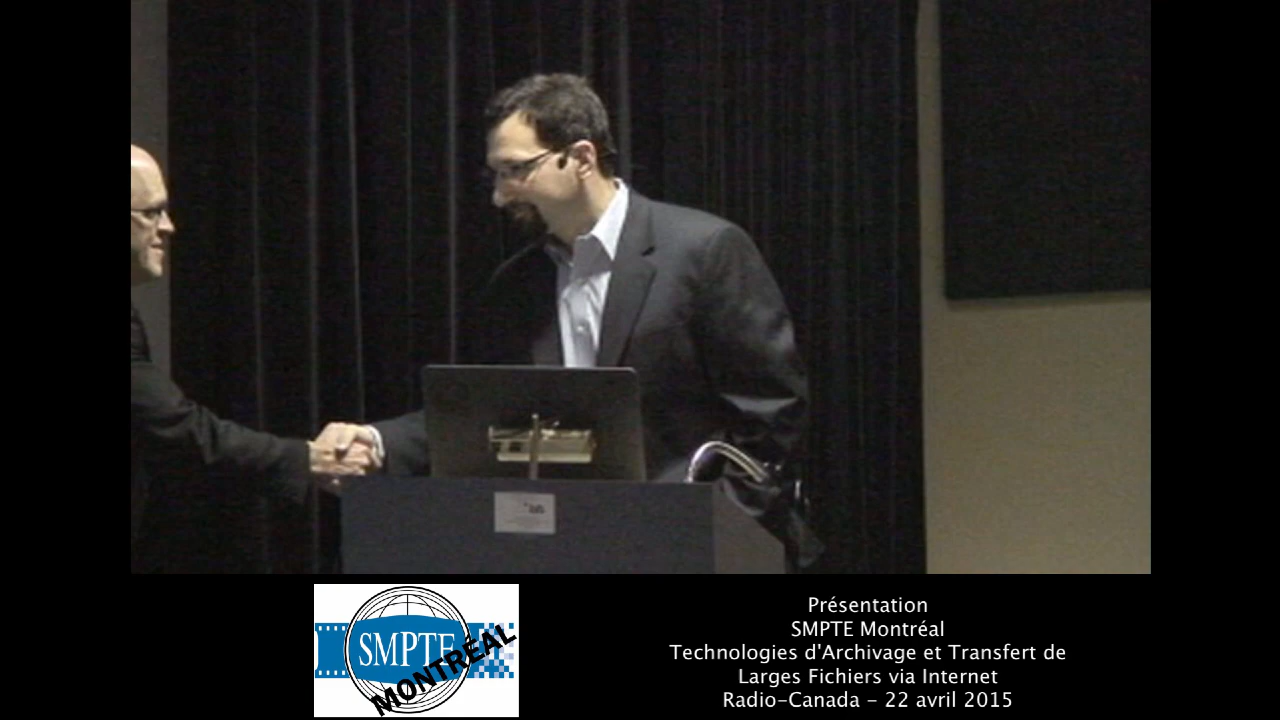 SMPTE
MONTRÉAL
Présentation
SMPTE Montréal
Technologies d'Archivage et Transfert de
Larges Fichiers via Internet
Radio-Canada - 22 avril 2015